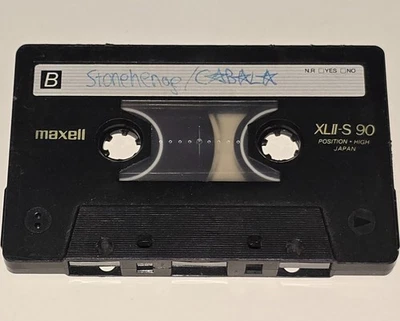 B Stonehenge/CABALA N.R □YES □NO
maxell XLII-S 90
POSITION • HIGH
JAPAN